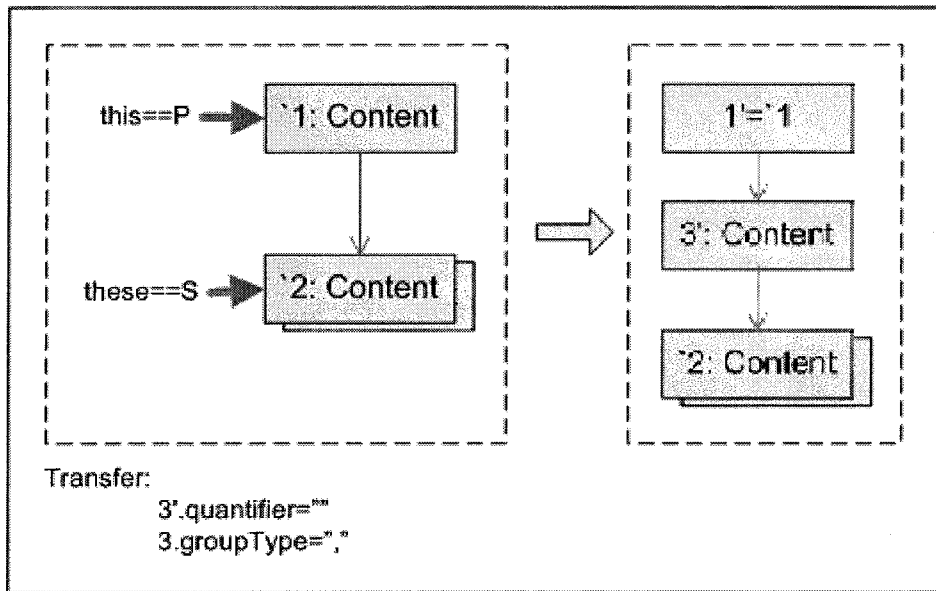 this==P
`1: Content
these==S
`2: Content
1'=`1
3': Content
`2: Content
Transfer:
3'.quantifier=""
3.groupType=","